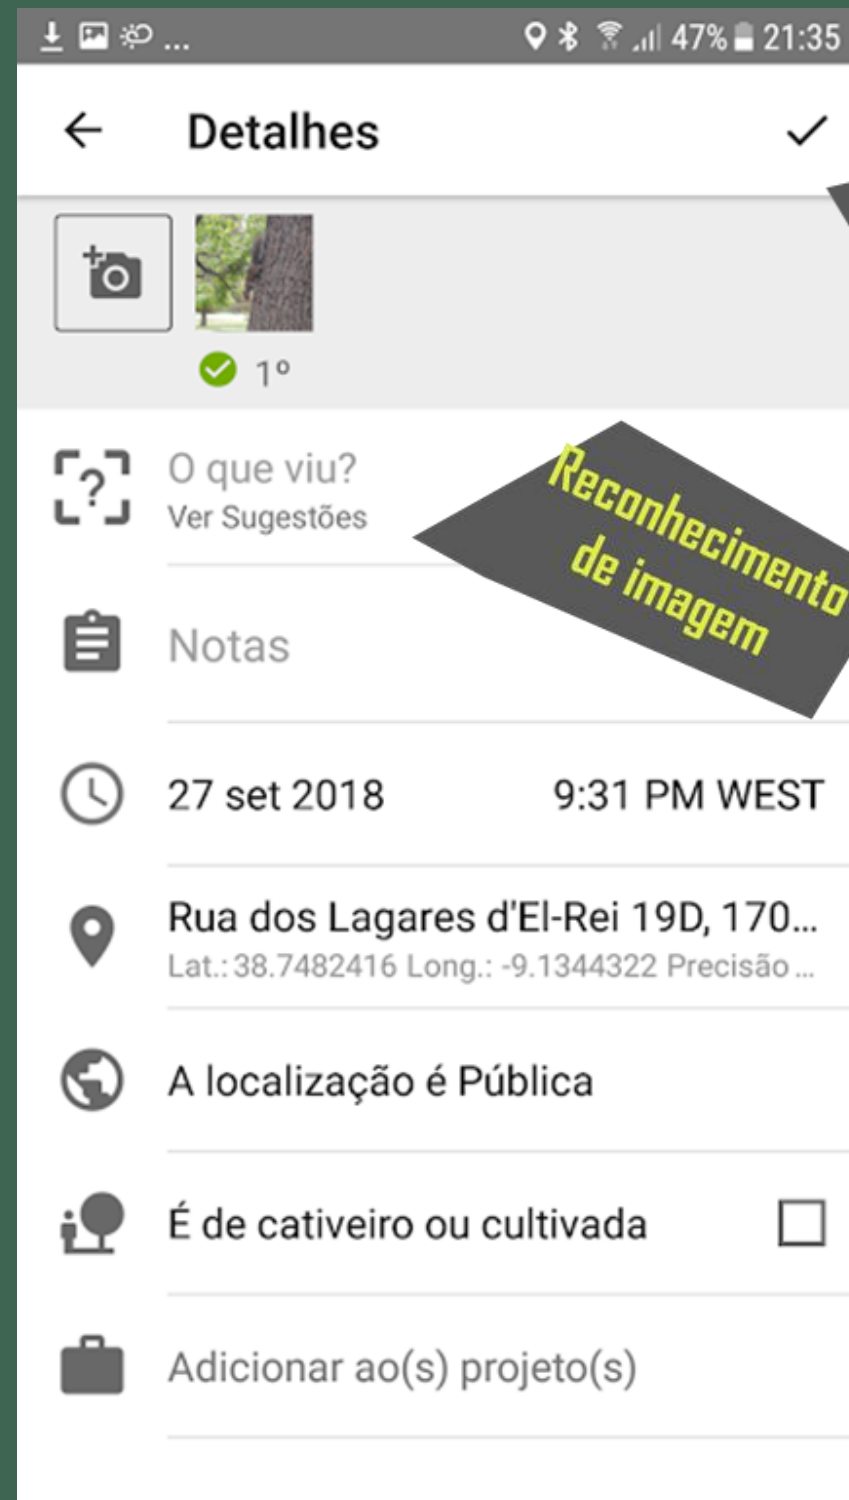 ... 47% 21:35
Detalhes
1º
O que viu?
Ver Sugestões
Reconhecimento
de imagem
Notas
27 set 2018 9:31 PM WEST
Rua dos Lagares d'El-Rei 19D, 170...
Lat.: 38.7482416 Long.: -9.1344322 Precisão ...
A localização é Pública
É de cativeiro ou cultivada
Adicionar ao(s) projeto(s)